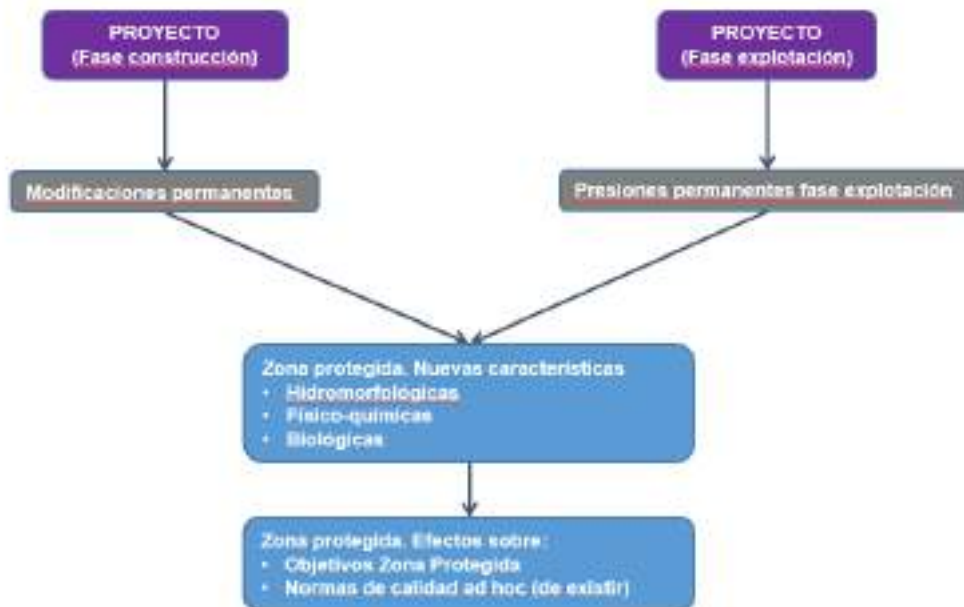 PROYECTO
(Fase construcción)
PROYECTO
(Fase explotación)
Modificaciones permanentes
Presiones permanentes fase explotación
Zona protegida. Nuevas características
• Hidromorfológicas
• Físico-químicas
• Biológicas
Zona protegida. Efectos sobre:
• Objetivos Zona Protegida
• Normas de calidad ad hoc (de existir)